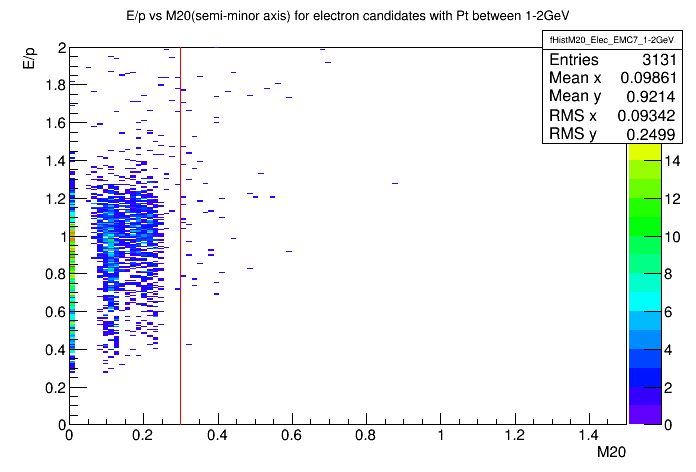 E/p vs M20(semi-minor axis) for electron candidates with Pt between 1-2GeV
fHistM20_Elec_EMC7_1-2GeV
Entries 3131
Mean x 0.09861
Mean y 0.9214
RMS x 0.09342
RMS y 0.2499
E/p
2
1.8
1.6
1.4
1.2
1
0.8
0.6
0.4
0.2
0
0 0.2 0.4 0.6 0.8 1 1.2 1.4
M20
14
12
10
8
6
4
2
0